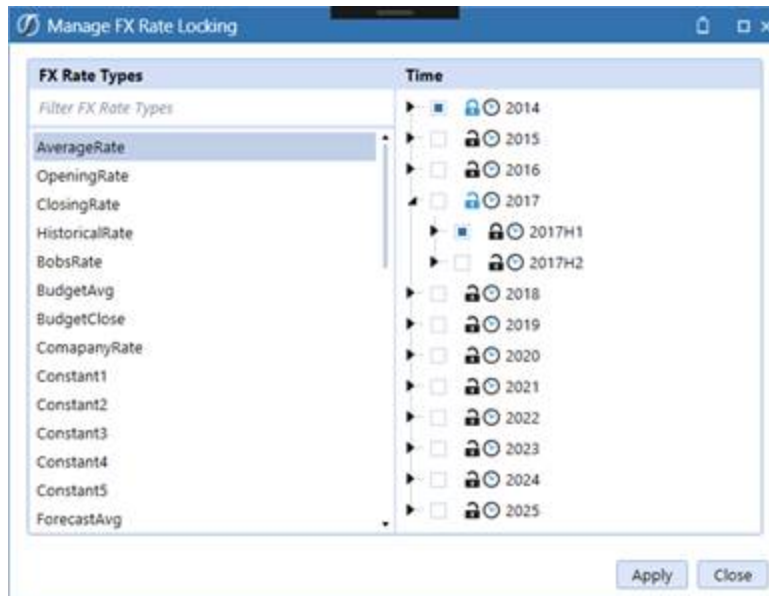 Manage FX Rate Locking
FX Rate Types
Filter FX Rate Types
AverageRate
OpeningRate
ClosingRate
HistoricalRate
BobsRate
BudgetAvg
BudgetClose
ComapanyRate
Constant1
Constant2
Constant3
Constant4
Constant5
ForecastAvg
Time
2014
2015
2016
2017
2017H1
2017H2
2018
2019
2020
2021
2022
2023
2024
2025
Apply
Close